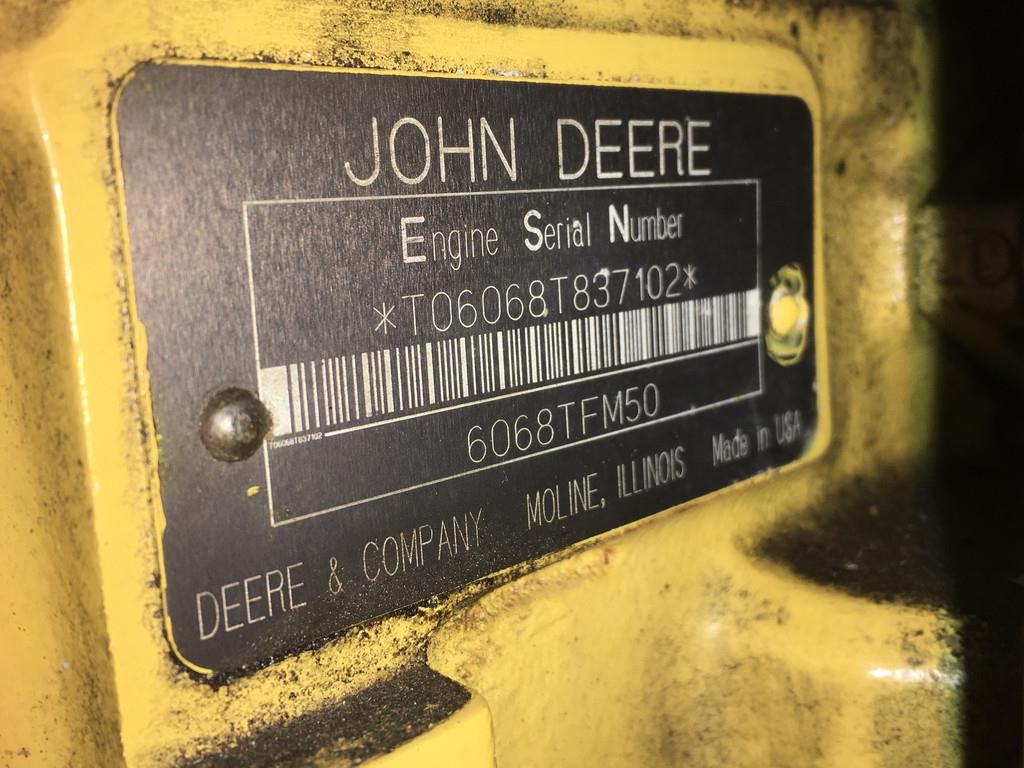 JOHN DEERE
Engine Serial Number
*T06068T837102*
T06068T837102
6068TFM50
DEERE & COMPANY MOLINE, ILLINOIS Made in USA